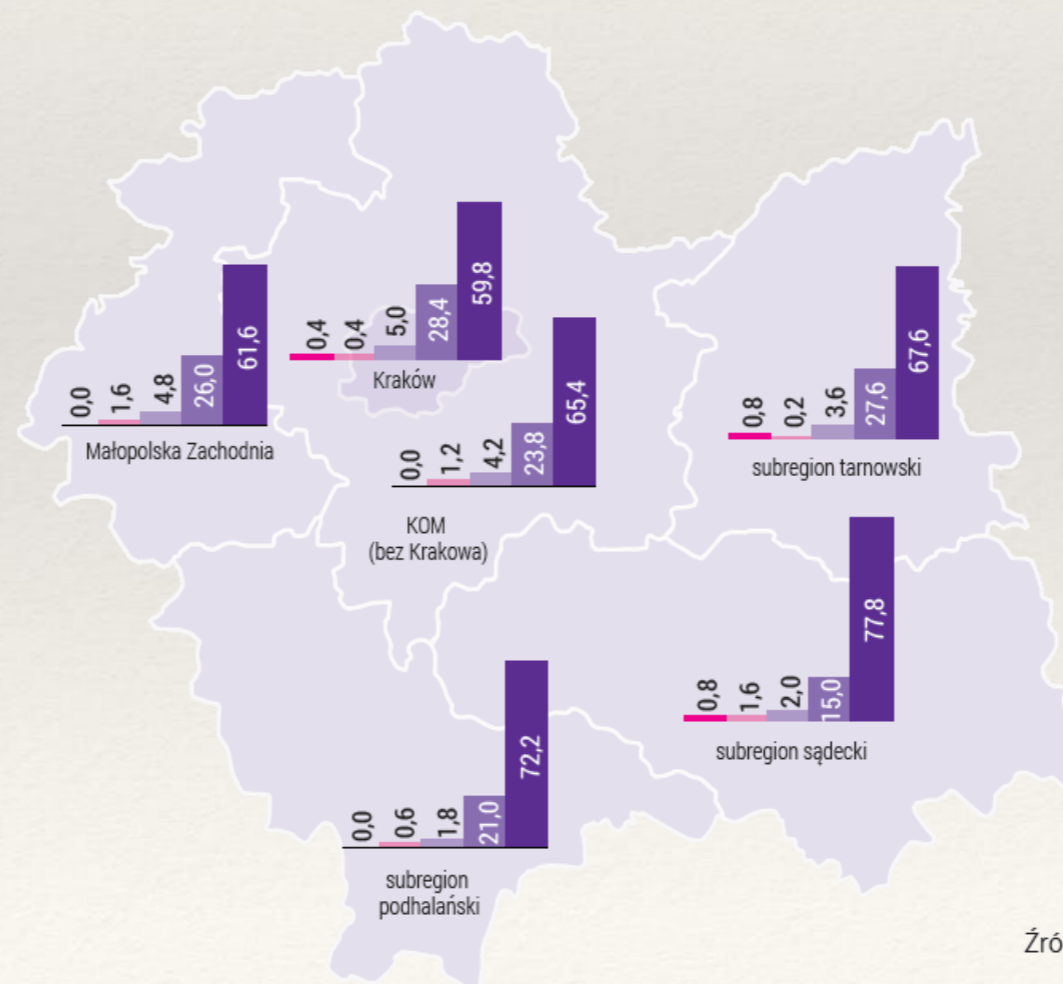 0,4 0,4 5,0 28,4 59,8
Kraków
0,0 1,6 4,8 26,0 61,6
Małopolska Zachodnia
0,0 1,2 4,2 23,8 65,4
KOM
(bez Krakowa)
0,8 0,2 3,6 27,6 67,6
subregion tarnowski
0,8 1,6 2,0 15,0 77,8
subregion sądecki
0,0 0,6 1,8 21,0 72,2
subregion
podhalański
Źró